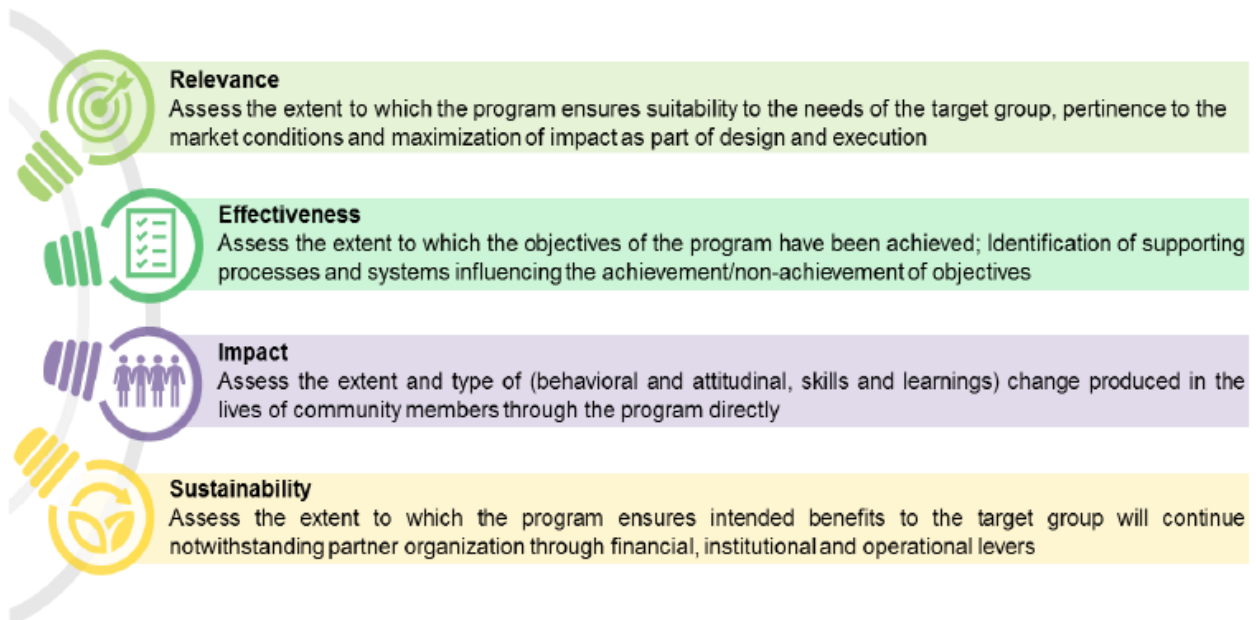 Relevance
Assess the extent to which the program ensures suitability to the needs of the target group, pertinence to the
market conditions and maximization of impact as part of design and execution
Effectiveness
Assess the extent to which the objectives of the program have been achieved; Identification of supporting
processes and systems influencing the achievement/non-achievement of objectives
Impact
Assess the extent and type of (behavioral and attitudinal, skills and learnings) change produced in the
lives of community members through the program directly
Sustainability
Assess the extent to which the program ensures intended benefits to the target group will continue
notwithstanding partner organization through financial, institutional and operational levers